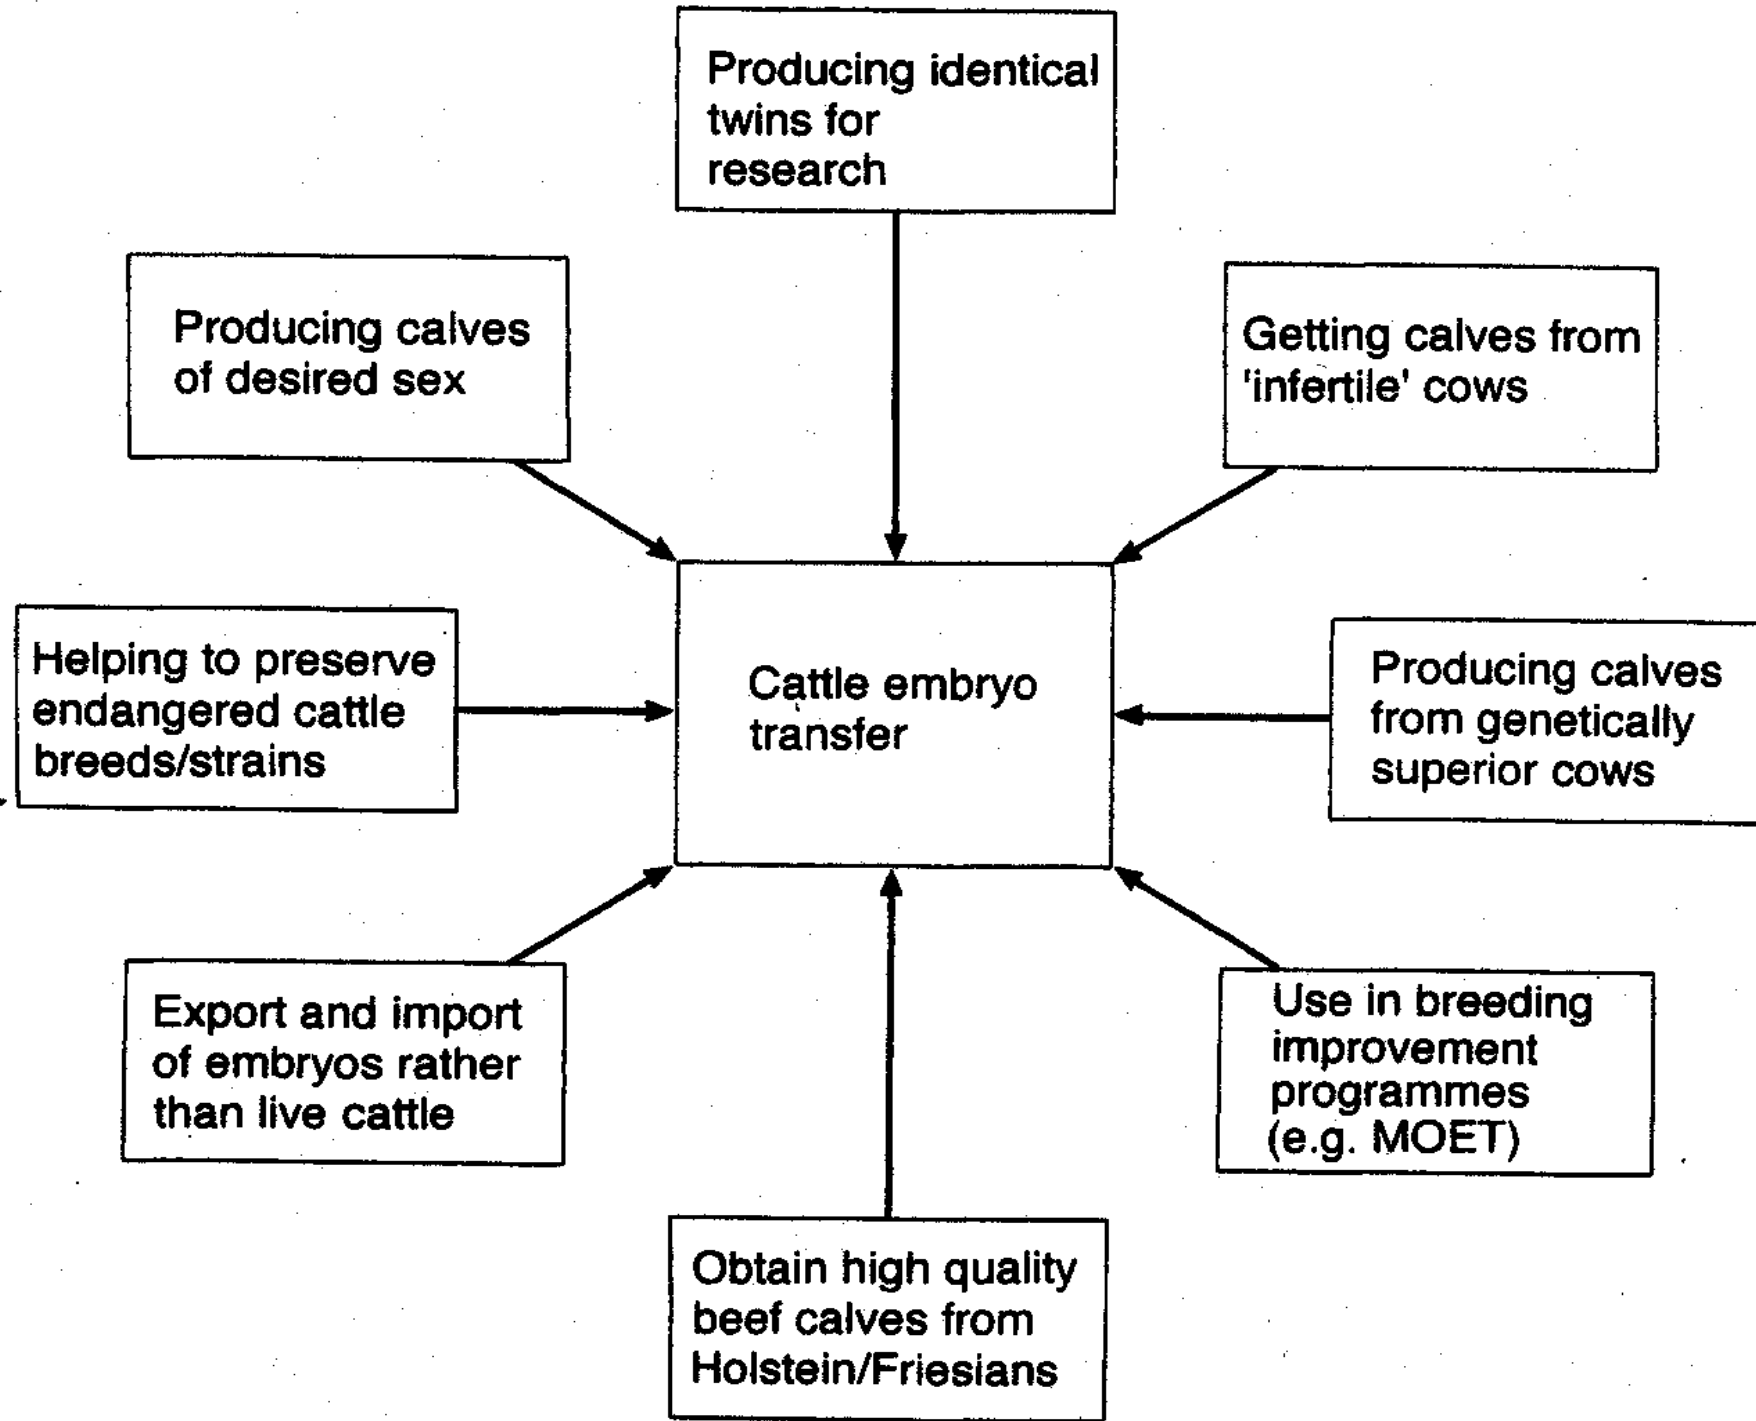 Producing identical
twins for
research
Producing calves
of desired sex
Getting calves from
'infertile' cows
Helping to preserve
endangered cattle
breeds/strains
Cattle embryo
transfer
Producing calves
from genetically
superior cows
Export and import
of embryos rather
than live cattle
Use in breeding
improvement
programmes
(e.g. MOET)
Obtain high quality
beef calves from
Holstein/Friesians